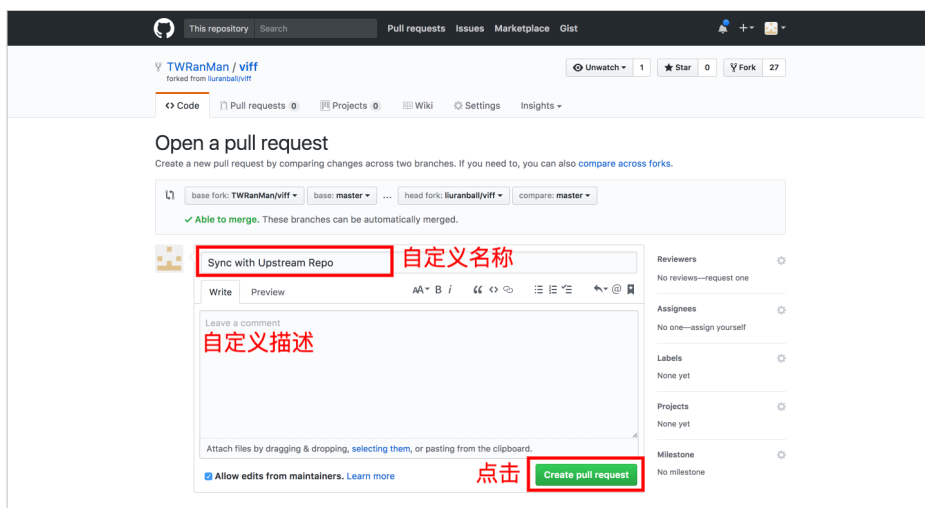 This repository Search Pull requests Issues Marketplace Gist
TWRanMan / viff
forked from liuranball/viff
Unwatch 1 Star 0 Fork 27
Code Pull requests 0 Projects 0 Wiki Settings Insights
Open a pull request
Create a new pull request by comparing changes across two branches. If you need to, you can also compare across forks.
base fork: TWRanMan/viff base: master ... head fork: liuranball/viff compare: master
Able to merge. These branches can be automatically merged.
Sync with Upstream Repo 自定义名称
Write Preview AA B i
Leave a comment
自定义描述
Attach files by dragging & dropping, selecting them, or pasting from the clipboard.
Allow edits from maintainers. Learn more 点击 Create pull request
Reviewers
No reviews—request one
Assignees
No one—assign yourself
Labels
None yet
Projects
None yet
Milestone
No milestone